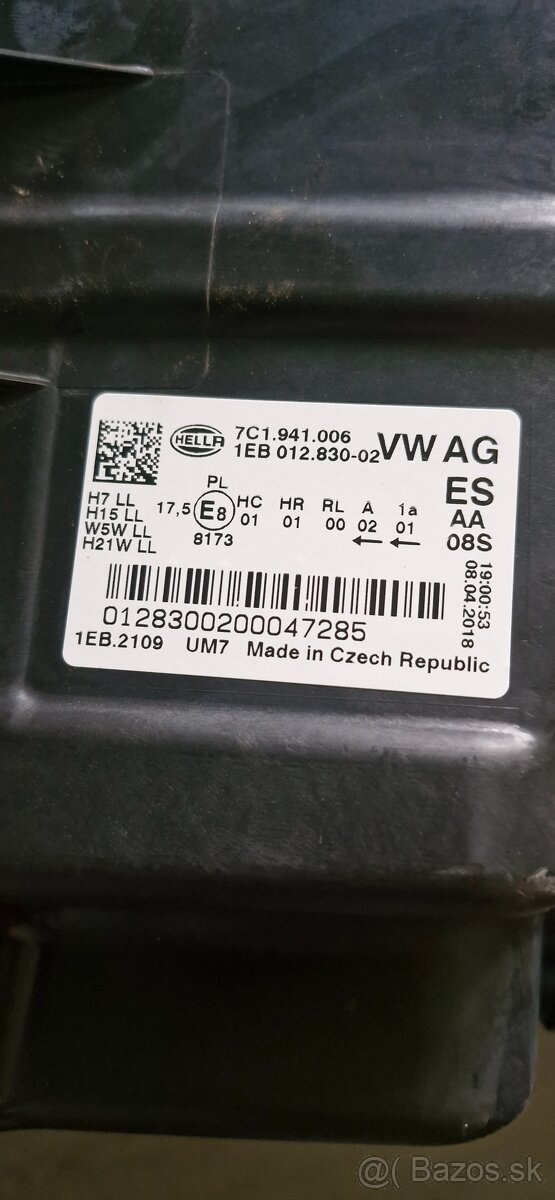 HELLA
7C1.941.006
1EB 012.830-02
VW AG
ES
AA
08S
H7 LL
H15 LL
W5W LL
H21W LL
PL
17,5 E8 HC HR RL A 1a
01 01 00 02 01
8173 ← ←
19:00:53
08.04.2018
01283002000​47285
1EB.2109 UM7 Made in Czech Republic
@( Bazos.sk